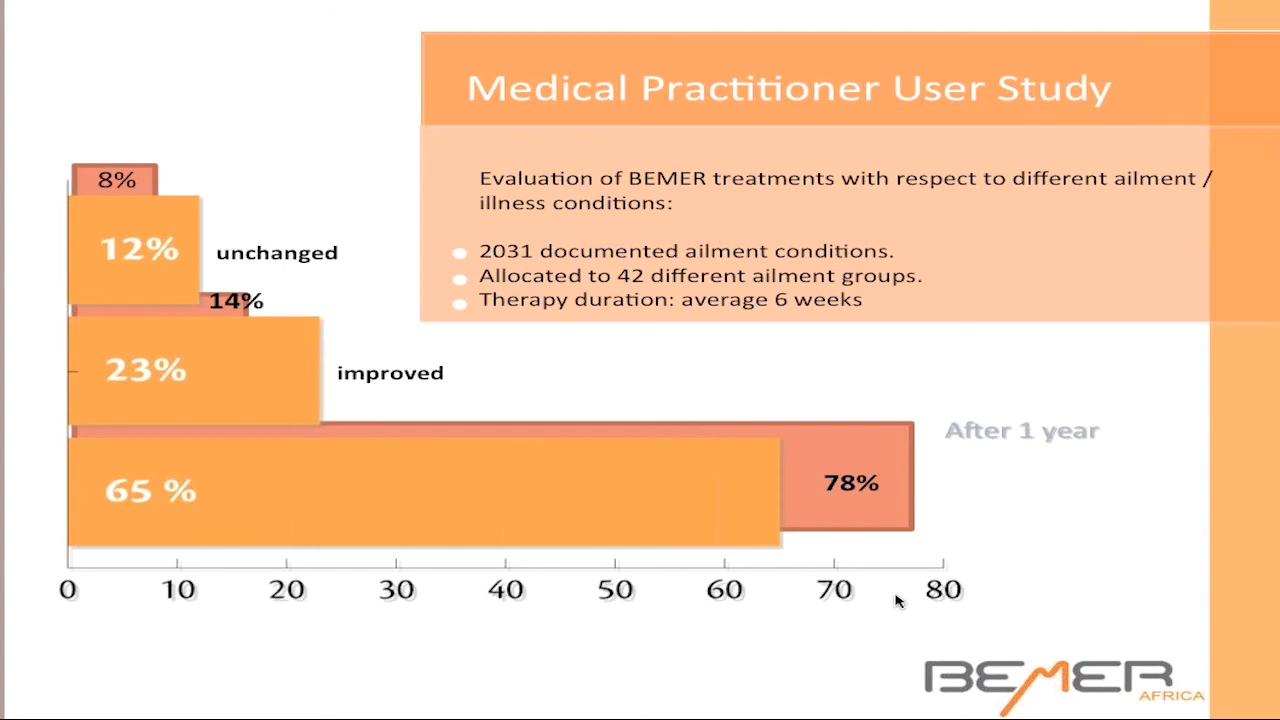 Medical Practitioner User Study
Evaluation of BEMER treatments with respect to different ailment /
illness conditions:
2031 documented ailment conditions.
Allocated to 42 different ailment groups.
Therapy duration: average 6 weeks
8%
12%
unchanged
14%
23%
improved
After 1 year
65 %
78%
0 10 20 30 40 50 60 70 80
BEMER
AFRICA